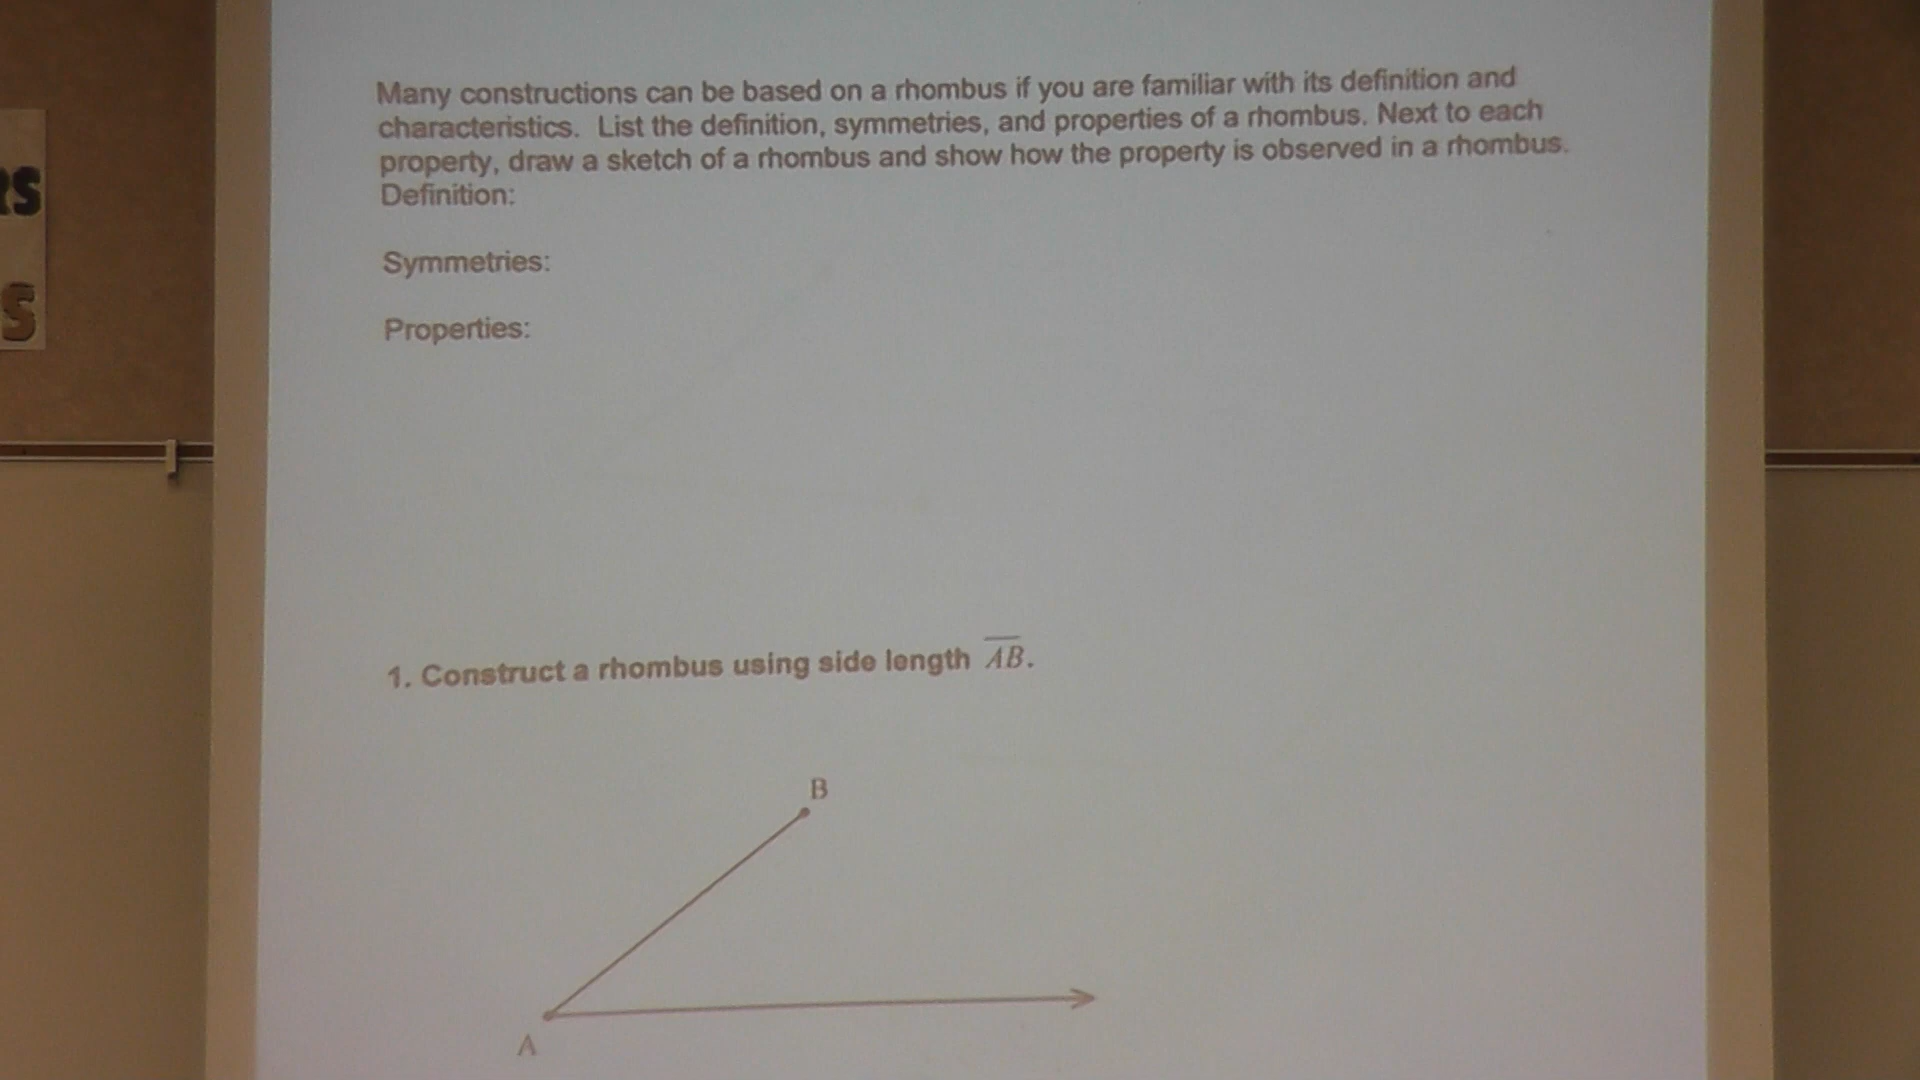 Many constructions can be based on a rhombus if you are familiar with its definition and
characteristics. List the definition, symmetries, and properties of a rhombus. Next to each
property, draw a sketch of a rhombus and show how the property is observed in a rhombus.
Definition:
Symmetries:
Properties:
1. Construct a rhombus using side length AB.
B
A
RS
S